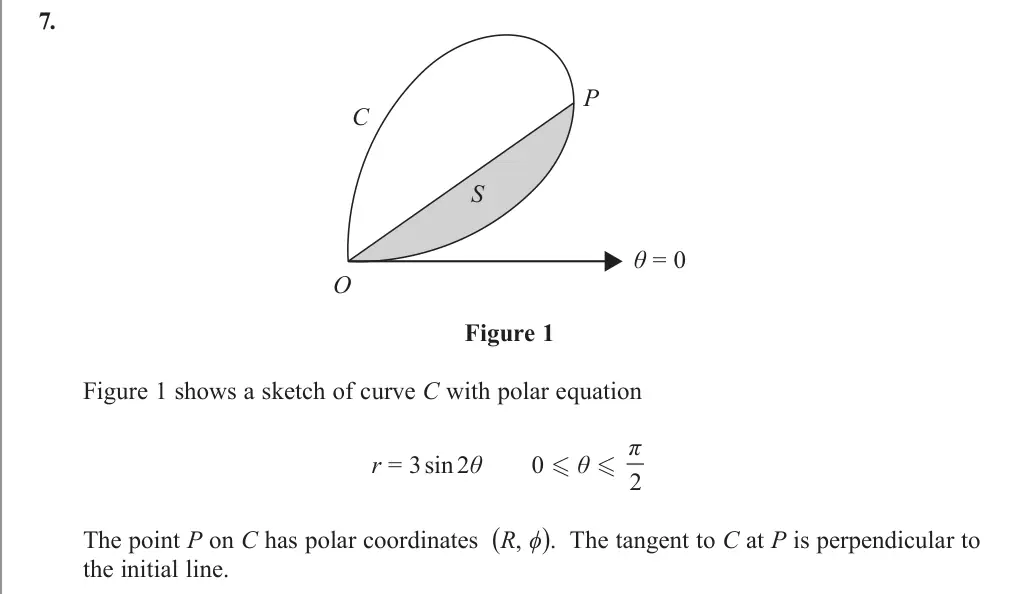 7.
C
P
S
O
θ = 0
Figure 1
Figure 1 shows a sketch of curve C with polar equation
r = 3 sin 2θ 0 ⩽ θ ⩽ π/2
The point P on C has polar coordinates (R, ϕ). The tangent to C at P is perpendicular to
the initial line.